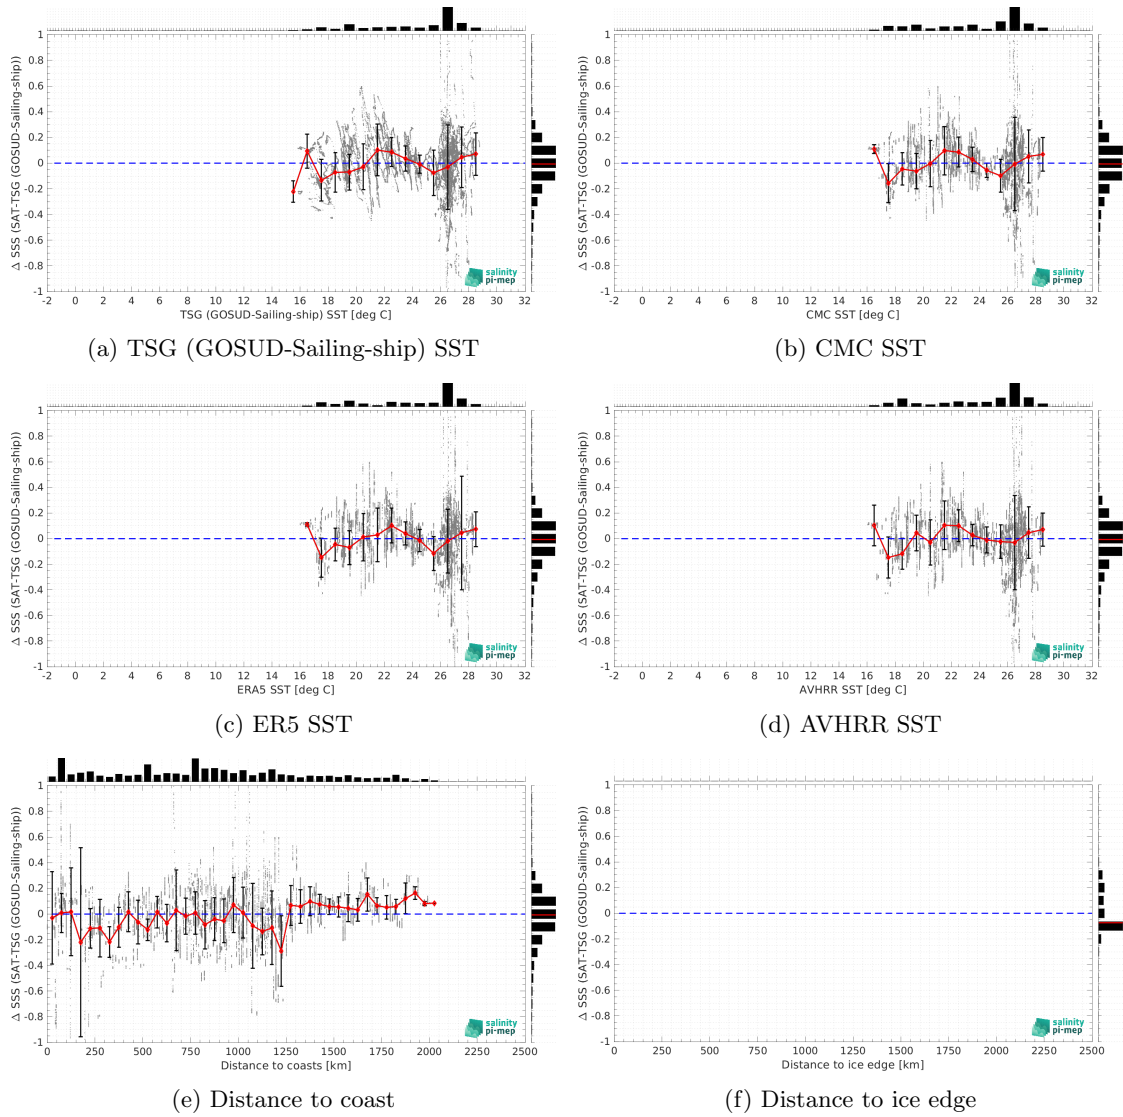 1
0.8
0.6
0.4
0.2
0
-0.2
-0.4
-0.6
-0.8
-1
Δ SSS (SAT-TSG (GOSUD-Sailing-ship))
-2 0 2 4 6 8 10 12 14 16 18 20 22 24 26 28 30 32
TSG (GOSUD-Sailing-ship) SST [deg C]
salinity
pi-mep
(a) TSG (GOSUD-Sailing-ship) SST
1
0.8
0.6
0.4
0.2
0
-0.2
-0.4
-0.6
-0.8
-1
Δ SSS (SAT-TSG (GOSUD-Sailing-ship))
-2 0 2 4 6 8 10 12 14 16 18 20 22 24 26 28 30 32
CMC SST [deg C]
salinity
pi-mep
(b) CMC SST
1
0.8
0.6
0.4
0.2
0
-0.2
-0.4
-0.6
-0.8
-1
Δ SSS (SAT-TSG (GOSUD-Sailing-ship))
-2 0 2 4 6 8 10 12 14 16 18 20 22 24 26 28 30 32
ERA5 SST [deg C]
salinity
pi-mep
(c) ER5 SST
1
0.8
0.6
0.4
0.2
0
-0.2
-0.4
-0.6
-0.8
-1
Δ SSS (SAT-TSG (GOSUD-Sailing-ship))
-2 0 2 4 6 8 10 12 14 16 18 20 22 24 26 28 30 32
AVHRR SST [deg C]
salinity
pi-mep
(d) AVHRR SST
1
0.8
0.6
0.4
0.2
0
-0.2
-0.4
-0.6
-0.8
-1
Δ SSS (SAT-TSG (GOSUD-Sailing-ship))
0 250 500 750 1000 1250 1500 1750 2000 2250 2500
Distance to coasts [km]
salinity
pi-mep
(e) Distance to coast
1
0.8
0.6
0.4
0.2
0
-0.2
-0.4
-0.6
-0.8
-1
Δ SSS (SAT-TSG (GOSUD-Sailing-ship))
0 250 500 750 1000 1250 1500 1750 2000 2250 2500
Distance to ice edge [km]
salinity
pi-mep
(f) Distance to ice edge